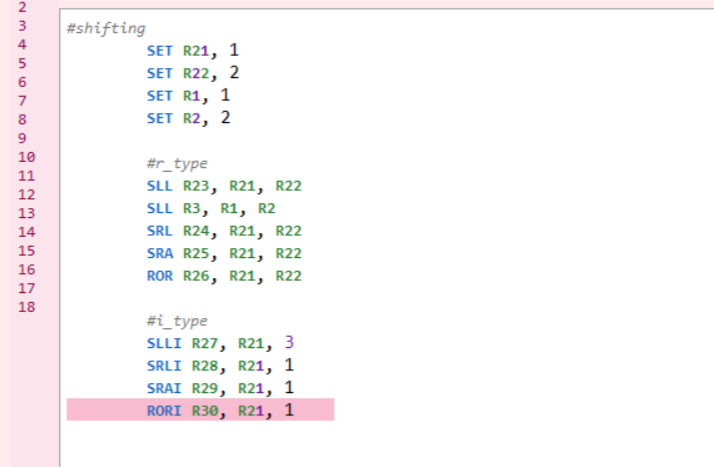 2
3
4
5
6
7
8
9
10
11
12
13
14
15
16
17
18
#shifting
SET R21, 1
SET R22, 2
SET R1, 1
SET R2, 2
#r_type
SLL R23, R21, R22
SLL R3, R1, R2
SRL R24, R21, R22
SRA R25, R21, R22
ROR R26, R21, R22
#i_type
SLLI R27, R21, 3
SRLI R28, R21, 1
SRAI R29, R21, 1
RORI R30, R21, 1